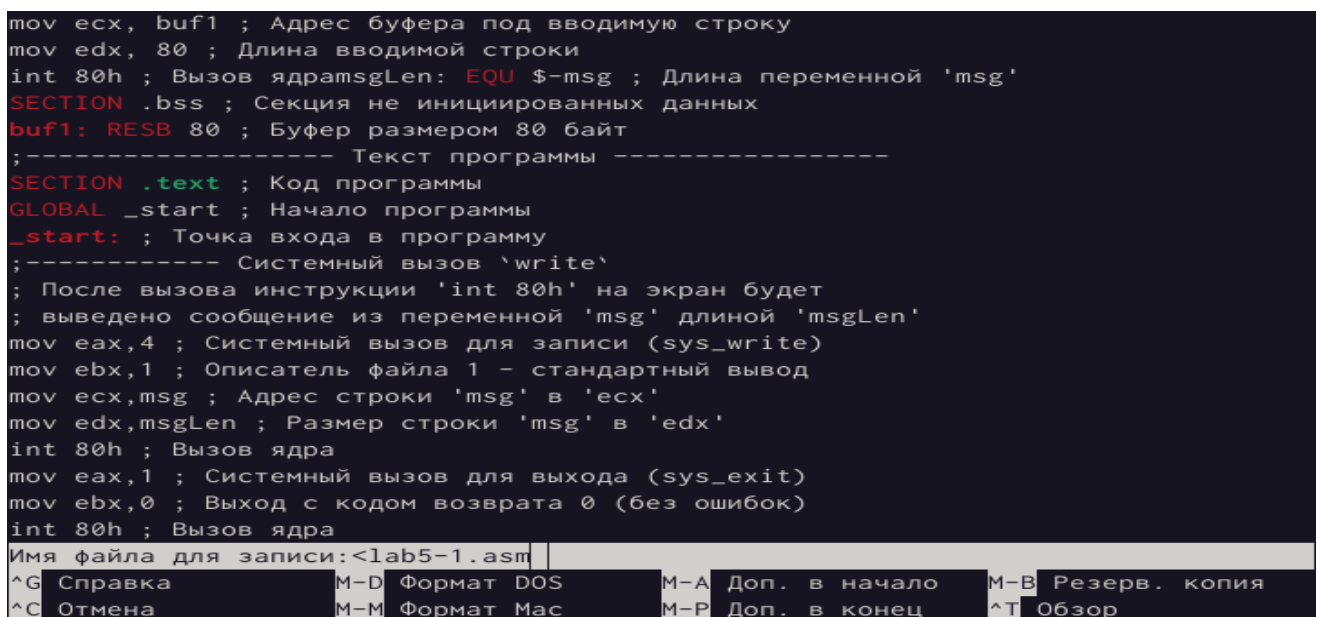 mov ecx, buf1 ; Адрес буфера под вводимую строку
mov edx, 80 ; Длина вводимой строки
int 80h ; Вызов ядраmsgLen: EQU $-msg ; Длина переменной 'msg'
SECTION .bss ; Секция не инициированных данных
buf1: RESB 80 ; Буфер размером 80 байт
;------------------- Текст программы -----------------
SECTION .text ; Код программы
GLOBAL _start ; Начало программы
_start: ; Точка входа в программу
;------------ Системный вызов `write`
; После вызова инструкции 'int 80h' на экран будет
; выведено сообщение из переменной 'msg' длиной 'msgLen'
mov eax,4 ; Системный вызов для записи (sys_write)
mov ebx,1 ; Описатель файла 1 - стандартный вывод
mov ecx,msg ; Адрес строки 'msg' в 'ecx'
mov edx,msgLen ; Размер строки 'msg' в 'edx'
int 80h ; Вызов ядра
mov eax,1 ; Системный вызов для выхода (sys_exit)
mov ebx,0 ; Выход с кодом возврата 0 (без ошибок)
int 80h ; Вызов ядра
Имя файла для записи:<lab5-1.asm
^G Справка M-D Формат DOS M-A Доп. в начало M-B Резерв. копия
^C Отмена M-M Формат Mac M-P Доп. в конец ^T Обзор